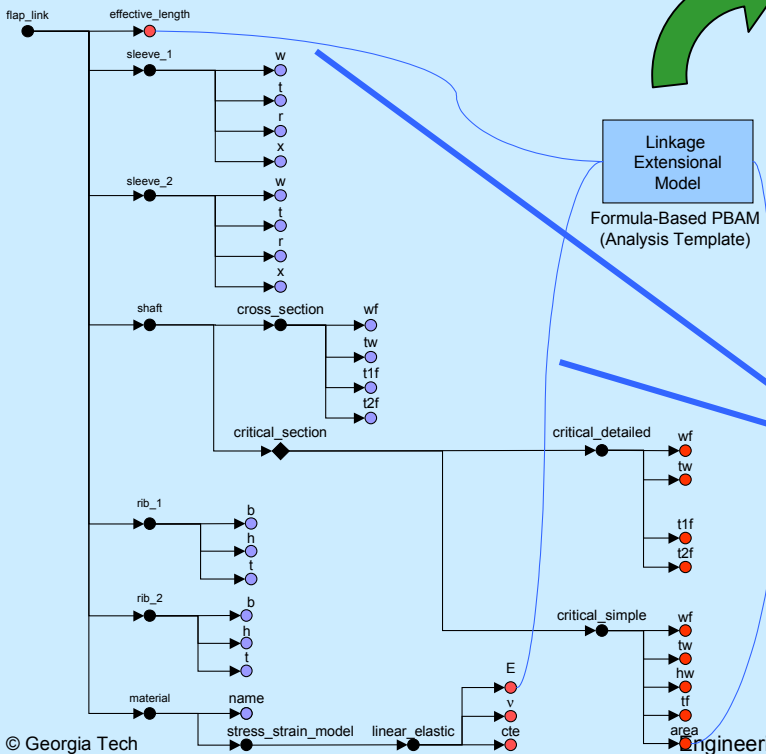 flap_link
effective_length
sleeve_1
w
t
r
x
Linkage
Extensional
Model
Formula-Based PBAM
(Analysis Template)
sleeve_2
w
t
r
x
shaft
cross_section
wf
tw
t1f
t2f
critical_section
critical_detailed
wf
tw
t1f
t2f
rib_1
b
h
t
rib_2
b
h
t
critical_simple
wf
tw
hw
tf
area
material
name
stress_strain_model
linear_elastic
E
ν
cte
© Georgia Tech
Engineer